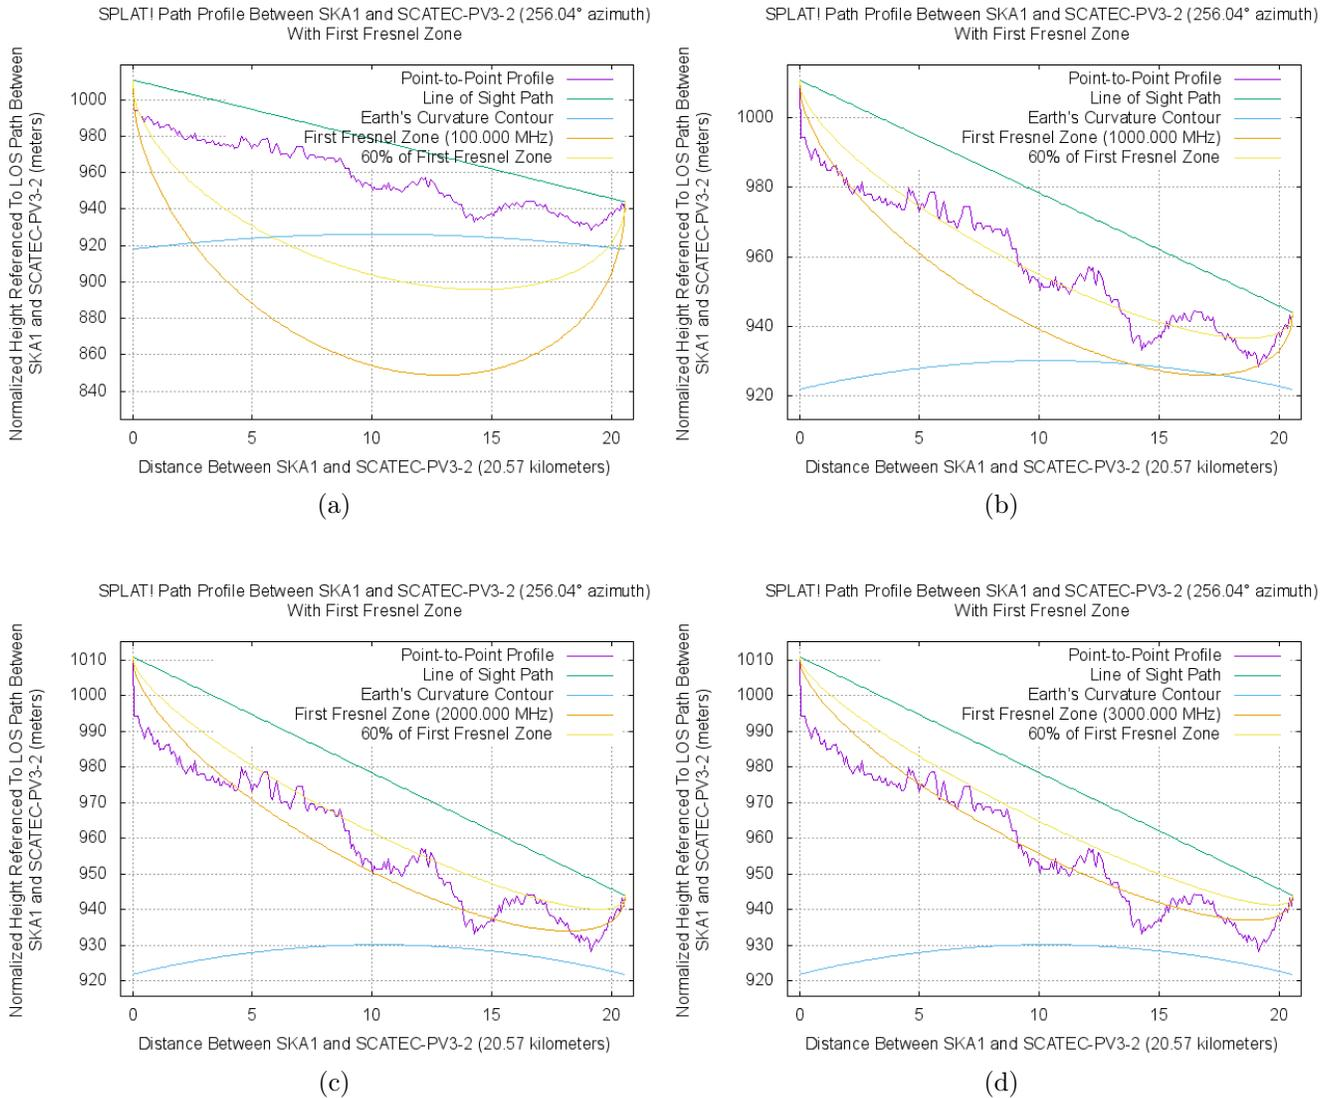 SPLAT! Path Profile Between SKA1 and SCATEC-PV3-2 (256.04° azimuth)
With First Fresnel Zone
Normalized Height Referenced To LOS Path Between
SKA1 and SCATEC-PV3-2 (meters)
Point-to-Point Profile
Line of Sight Path
Earth's Curvature Contour
First Fresnel Zone (100.000 MHz)
60% of First Fresnel Zone
1000
980
960
940
920
900
880
860
840
0 5 10 15 20
Distance Between SKA1 and SCATEC-PV3-2 (20.57 kilometers)
(a)
SPLAT! Path Profile Between SKA1 and SCATEC-PV3-2 (256.04° azimuth)
With First Fresnel Zone
Normalized Height Referenced To LOS Path Between
SKA1 and SCATEC-PV3-2 (meters)
Point-to-Point Profile
Line of Sight Path
Earth's Curvature Contour
First Fresnel Zone (1000.000 MHz)
60% of First Fresnel Zone
1000
980
960
940
920
0 5 10 15 20
Distance Between SKA1 and SCATEC-PV3-2 (20.57 kilometers)
(b)
SPLAT! Path Profile Between SKA1 and SCATEC-PV3-2 (256.04° azimuth)
With First Fresnel Zone
Normalized Height Referenced To LOS Path Between
SKA1 and SCATEC-PV3-2 (meters)
Point-to-Point Profile
Line of Sight Path
Earth's Curvature Contour
First Fresnel Zone (2000.000 MHz)
60% of First Fresnel Zone
1010
1000
990
980
970
960
950
940
930
920
0 5 10 15 20
Distance Between SKA1 and SCATEC-PV3-2 (20.57 kilometers)
(c)
SPLAT! Path Profile Between SKA1 and SCATEC-PV3-2 (256.04° azimuth)
With First Fresnel Zone
Normalized Height Referenced To LOS Path Between
SKA1 and SCATEC-PV3-2 (meters)
Point-to-Point Profile
Line of Sight Path
Earth's Curvature Contour
First Fresnel Zone (3000.000 MHz)
60% of First Fresnel Zone
1010
1000
990
980
970
960
950
940
930
920
0 5 10 15 20
Distance Between SKA1 and SCATEC-PV3-2 (20.57 kilometers)
(d)